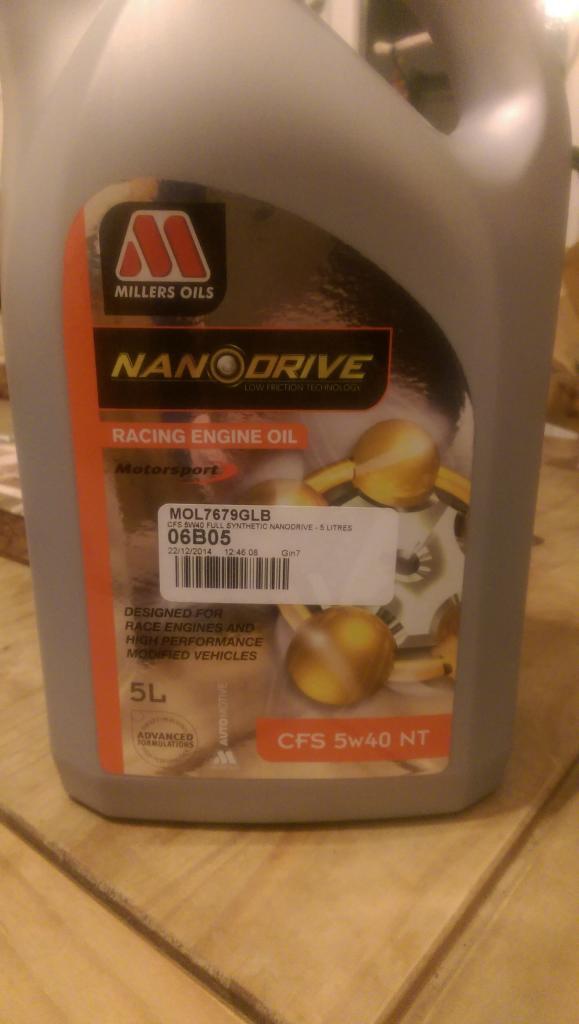 MILLERS OILS
NANODRIVE
LOW FRICTION TECHNOLOGY
RACING ENGINE OIL
Motorsport
MOL7679GLB
CFS 5W40 FULL SYNTHETIC NANODRIVE - 5 LITRES
06B05
22/12/2014 12:46:08 Gin7
DESIGNED FOR
RACE ENGINES AND
HIGH PERFORMANCE
MODIFIED VEHICLES
5L
ADVANCED
FORMULATIONS
AUTOMOTIVE
CFS 5w40 NT